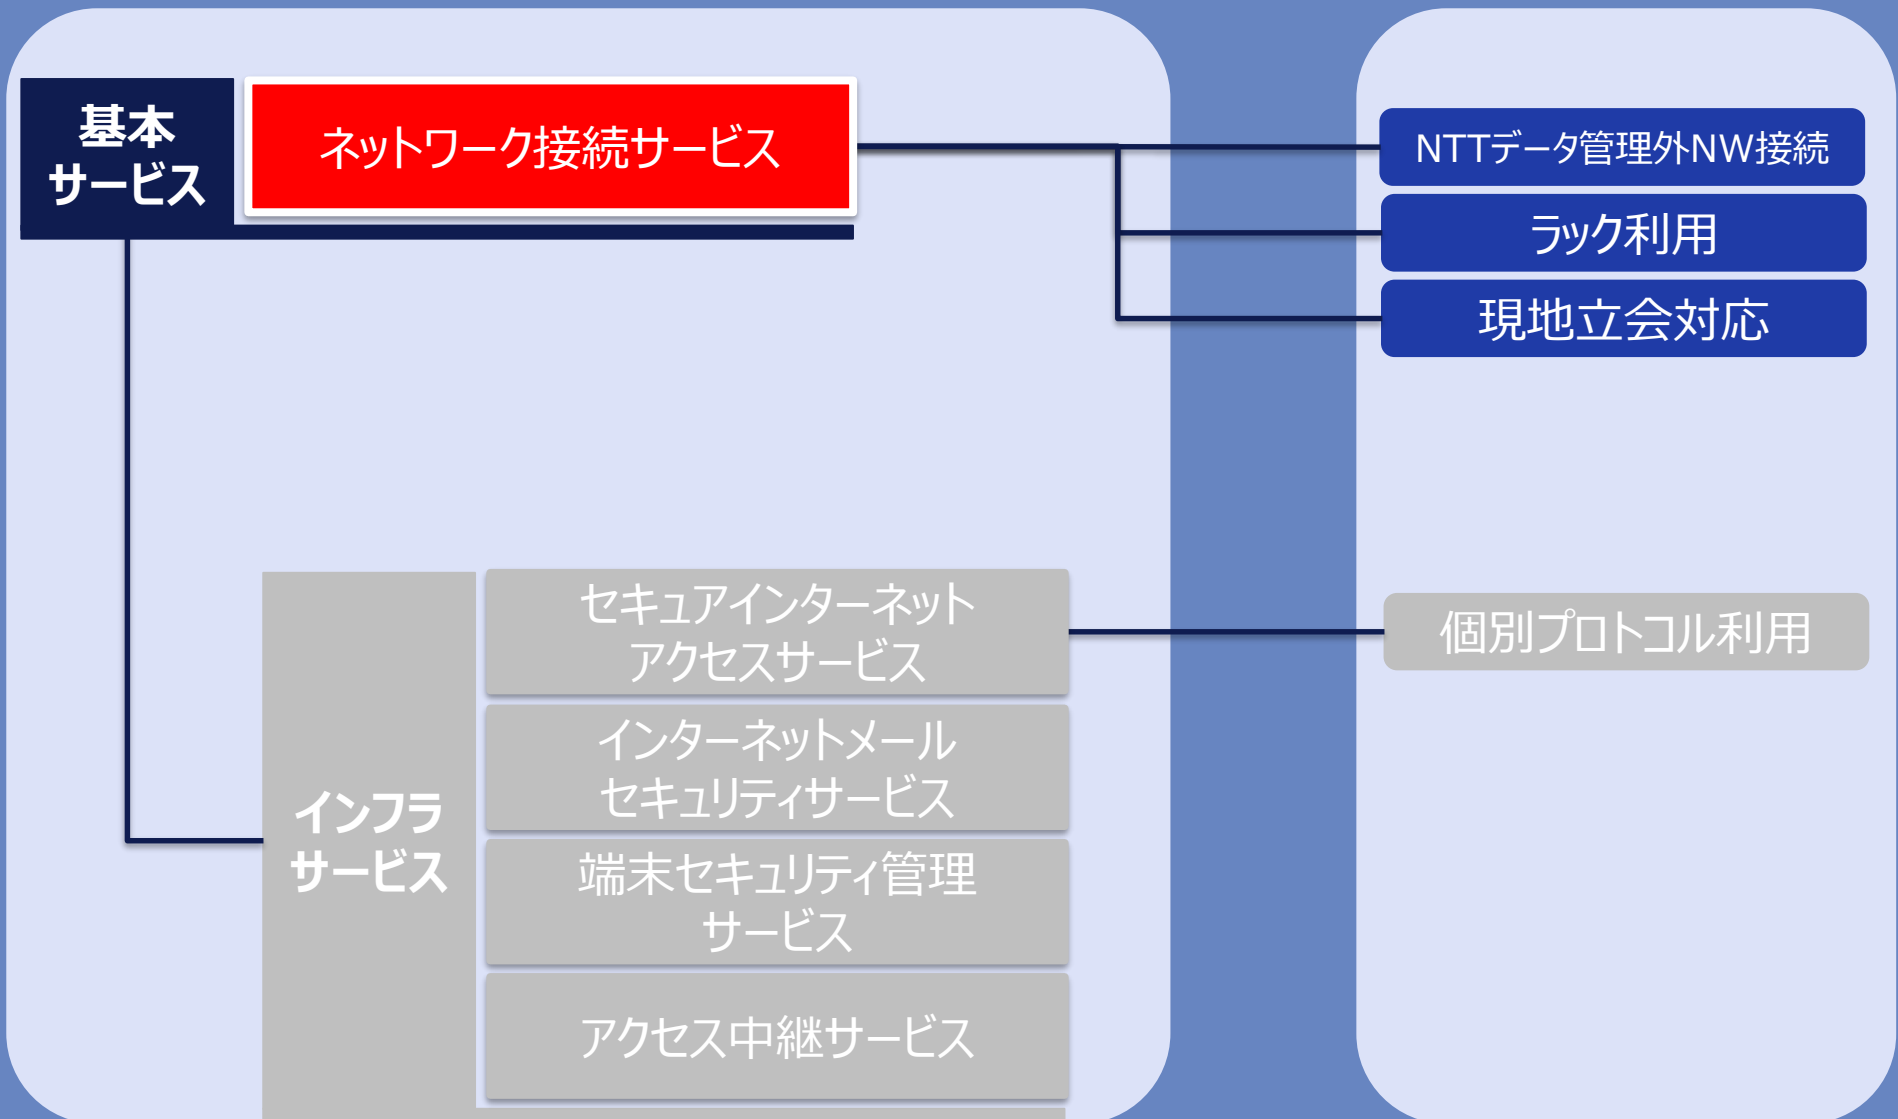 基本
サービス
ネットワーク接続サービス
NTTデータ管理外NW接続
ラック利用
現地立会対応
インフラ
サービス
セキュアインターネット
アクセスサービス
個別プロトコル利用
インターネットメール
セキュリティサービス
端末セキュリティ管理
サービス
アクセス中継サービス